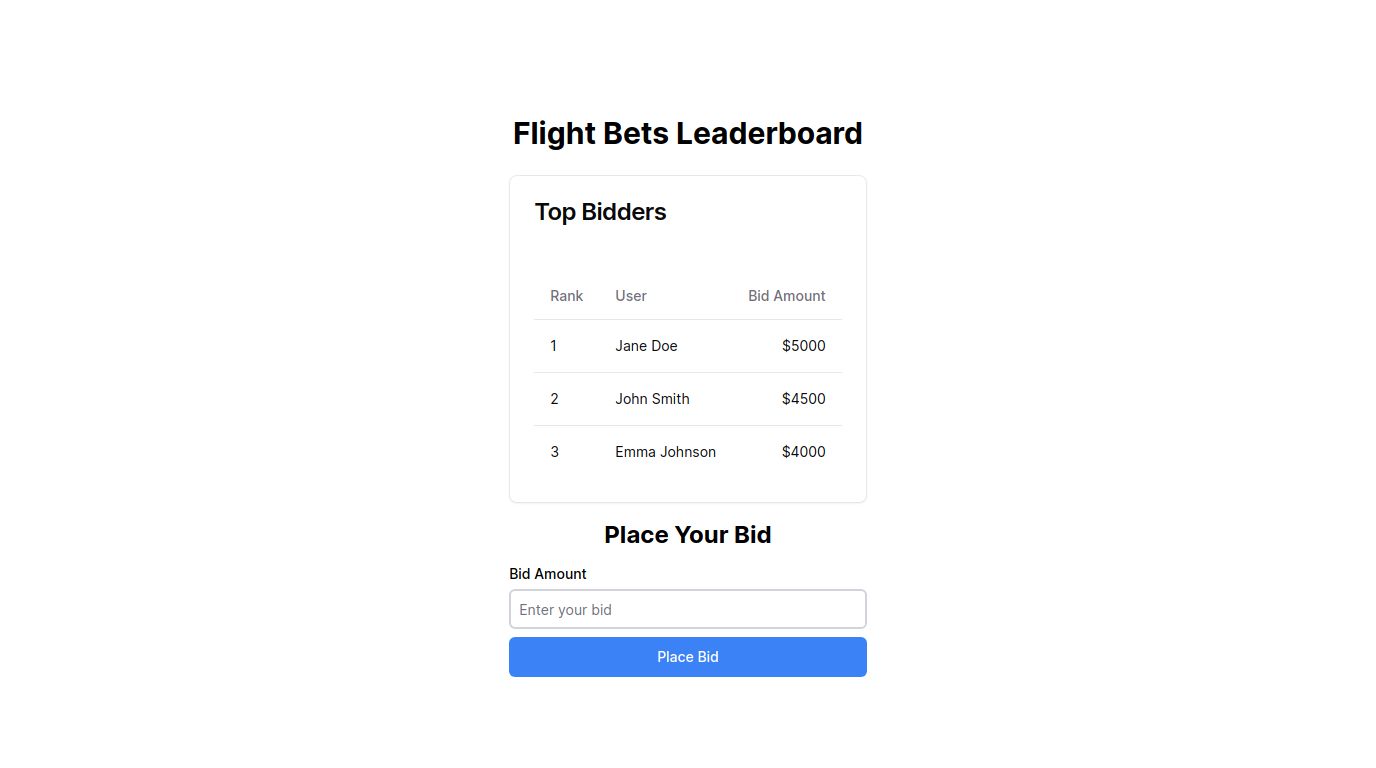 Flight Bets Leaderboard
Top Bidders
Rank User Bid Amount
1 Jane Doe $5000
2 John Smith $4500
3 Emma Johnson $4000
Place Your Bid
Bid Amount
Enter your bid
Place Bid